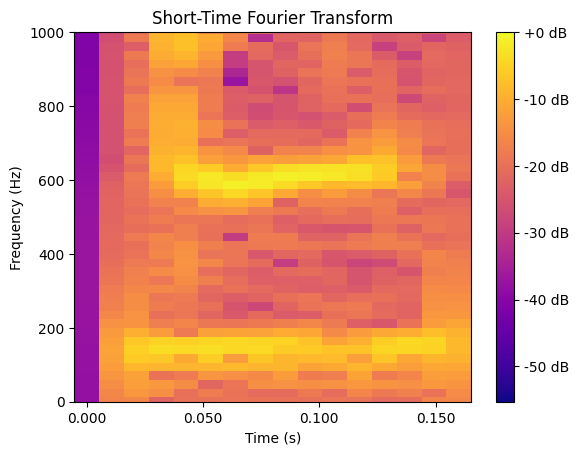 Short-Time Fourier Transform
1000
800
600
400
200
0
Frequency (Hz)
0.000
0.050
0.100
0.150
Time (s)
+0 dB
-10 dB
-20 dB
-30 dB
-40 dB
-50 dB